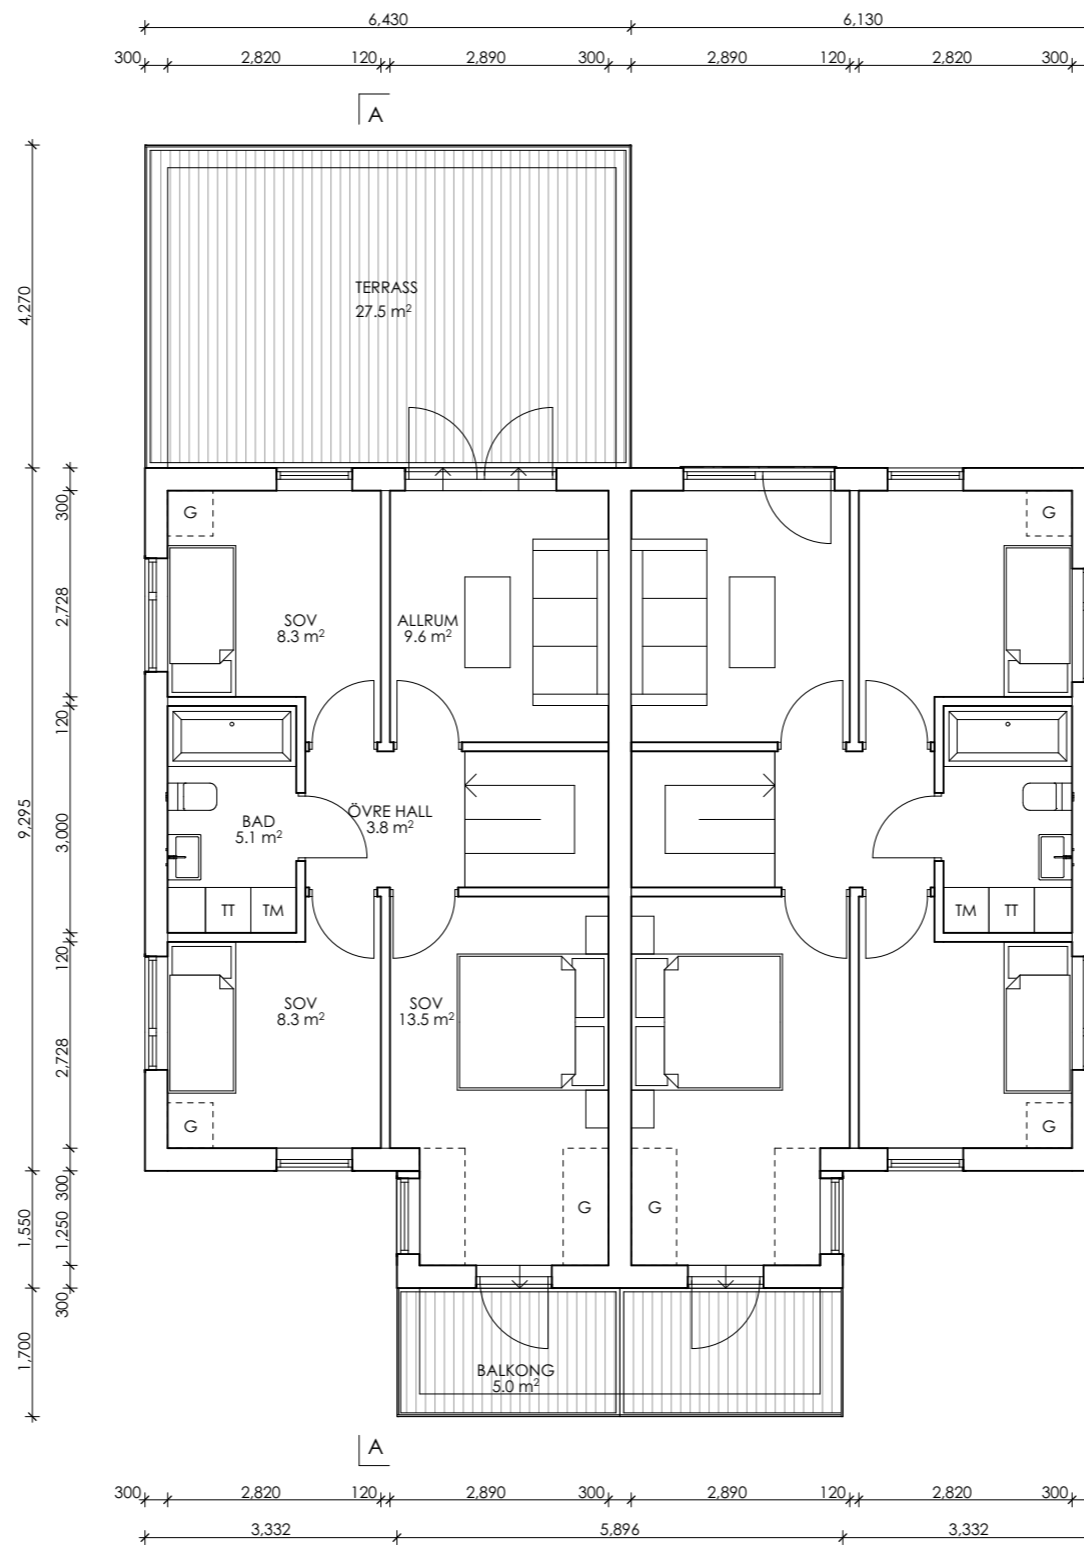 6,430 6,130
300 2,820 120 2,890 300 2,890 120 2,820 300
A
4,270
TERRASS
27.5 m²
300
G G
2,728
SOV ALLRUM
8.3 m² 9.6 m²
120
9,295
3,000
BAD ÖVRE HALL
5.1 m² 3.8 m²
TT TM TM TT
120
SOV SOV
8.3 m² 13.5 m²
2,728
G G
300
G G
1,550
1,250
300
1,700
BALKONG
5.0 m²
A
300 2,820 120 2,890 300 2,890 120 2,820 300
3,332 5,896 3,332